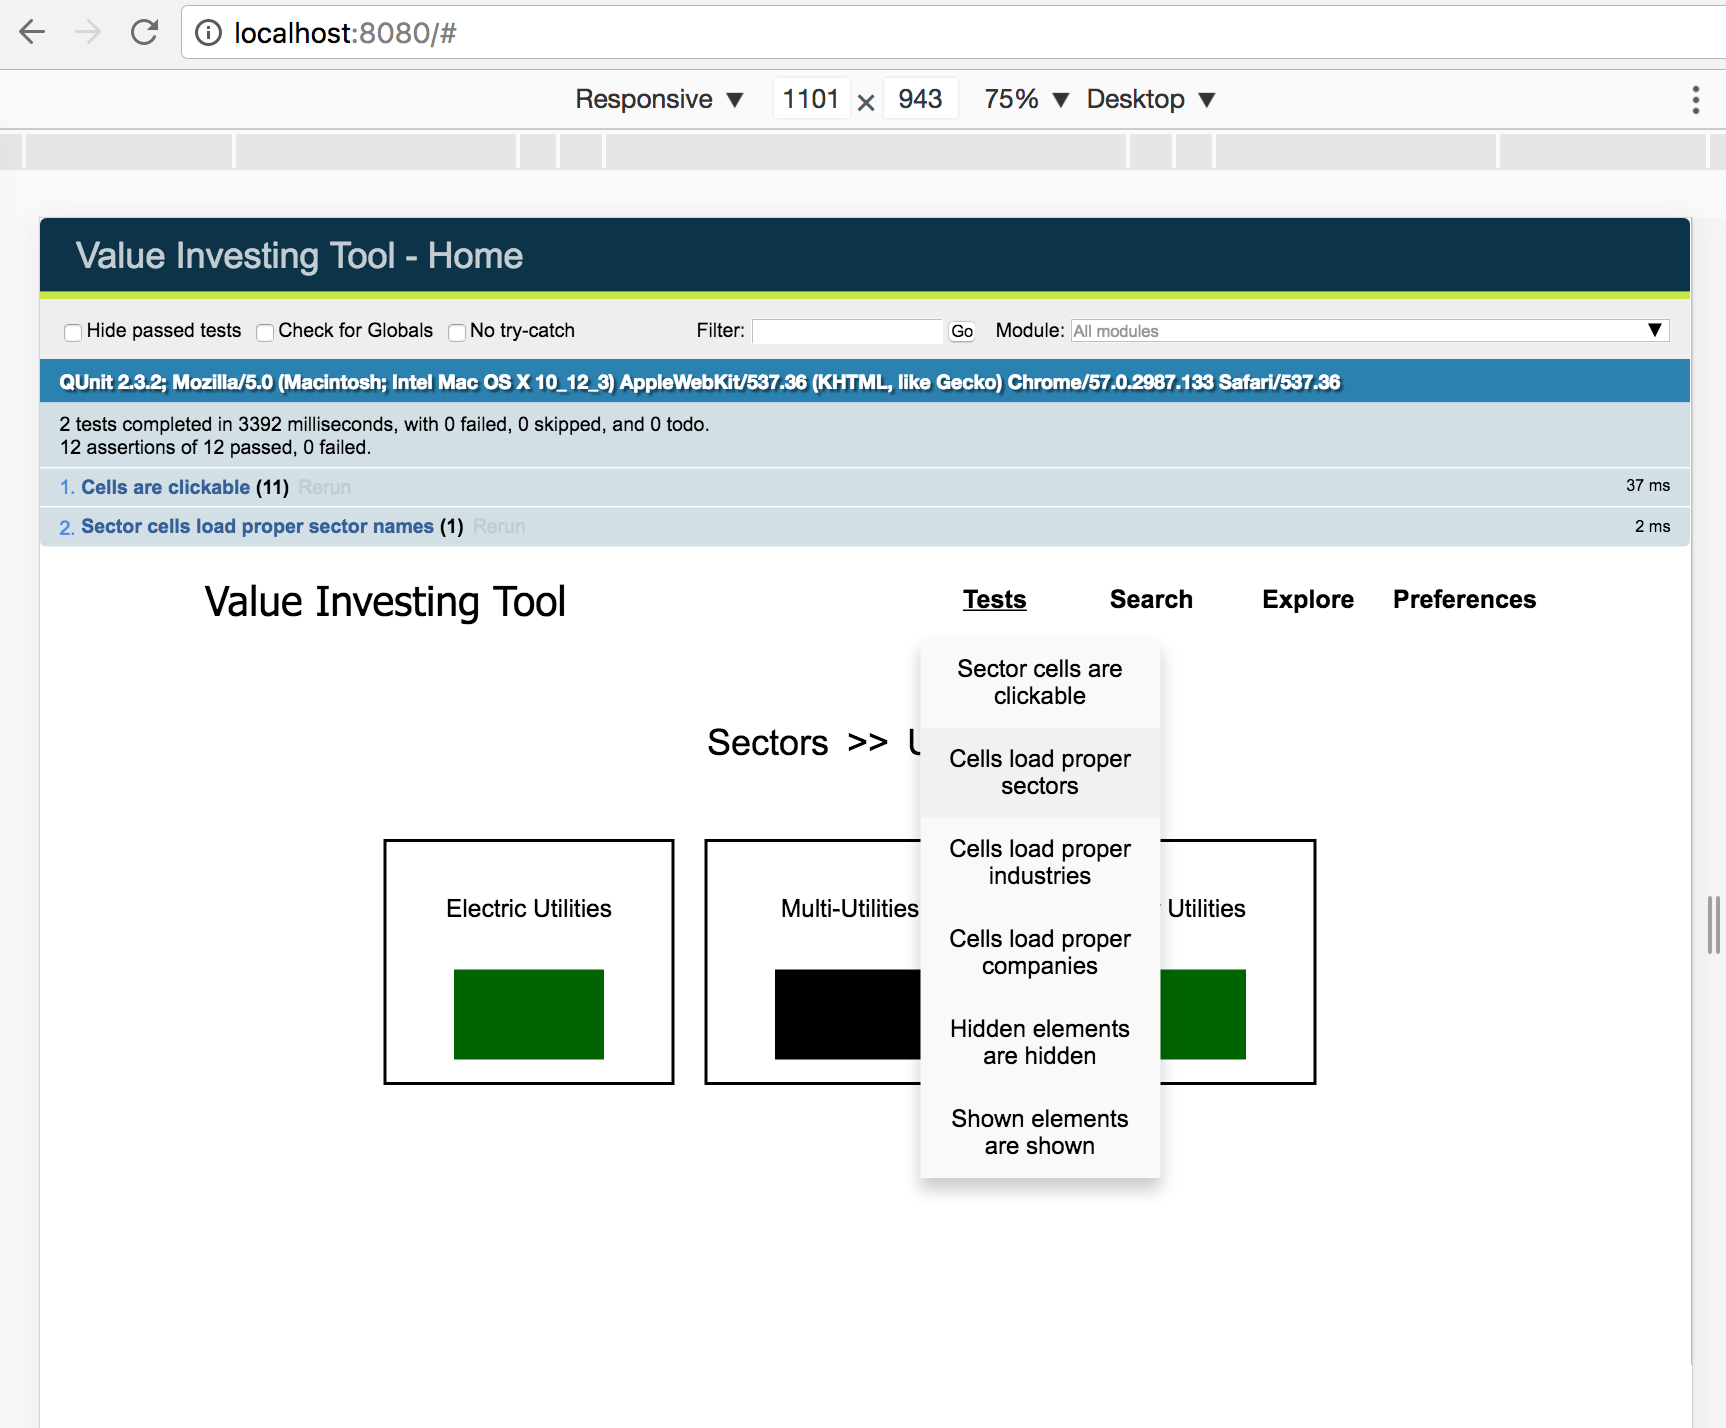 localhost:8080/#
Responsive ▼ 1101 × 943 75% ▼ Desktop ▼
Value Investing Tool - Home
Hide passed tests Check for Globals No try-catch Filter: Go Module: All modules ▼
QUnit 2.3.2; Mozilla/5.0 (Macintosh; Intel Mac OS X 10_12_3) AppleWebKit/537.36 (KHTML, like Gecko) Chrome/57.0.2987.133 Safari/537.36
2 tests completed in 3392 milliseconds, with 0 failed, 0 skipped, and 0 todo.
12 assertions of 12 passed, 0 failed.
1. Cells are clickable (11) Rerun 37 ms
2. Sector cells load proper sector names (1) Rerun 2 ms
Value Investing Tool Tests Search Explore Preferences
Sector cells are
clickable
Sectors >>
Cells load proper
sectors
Cells load proper
industries
Electric Utilities Multi-Utilities Utilities
Cells load proper
companies
Hidden elements
are hidden
Shown elements
are shown